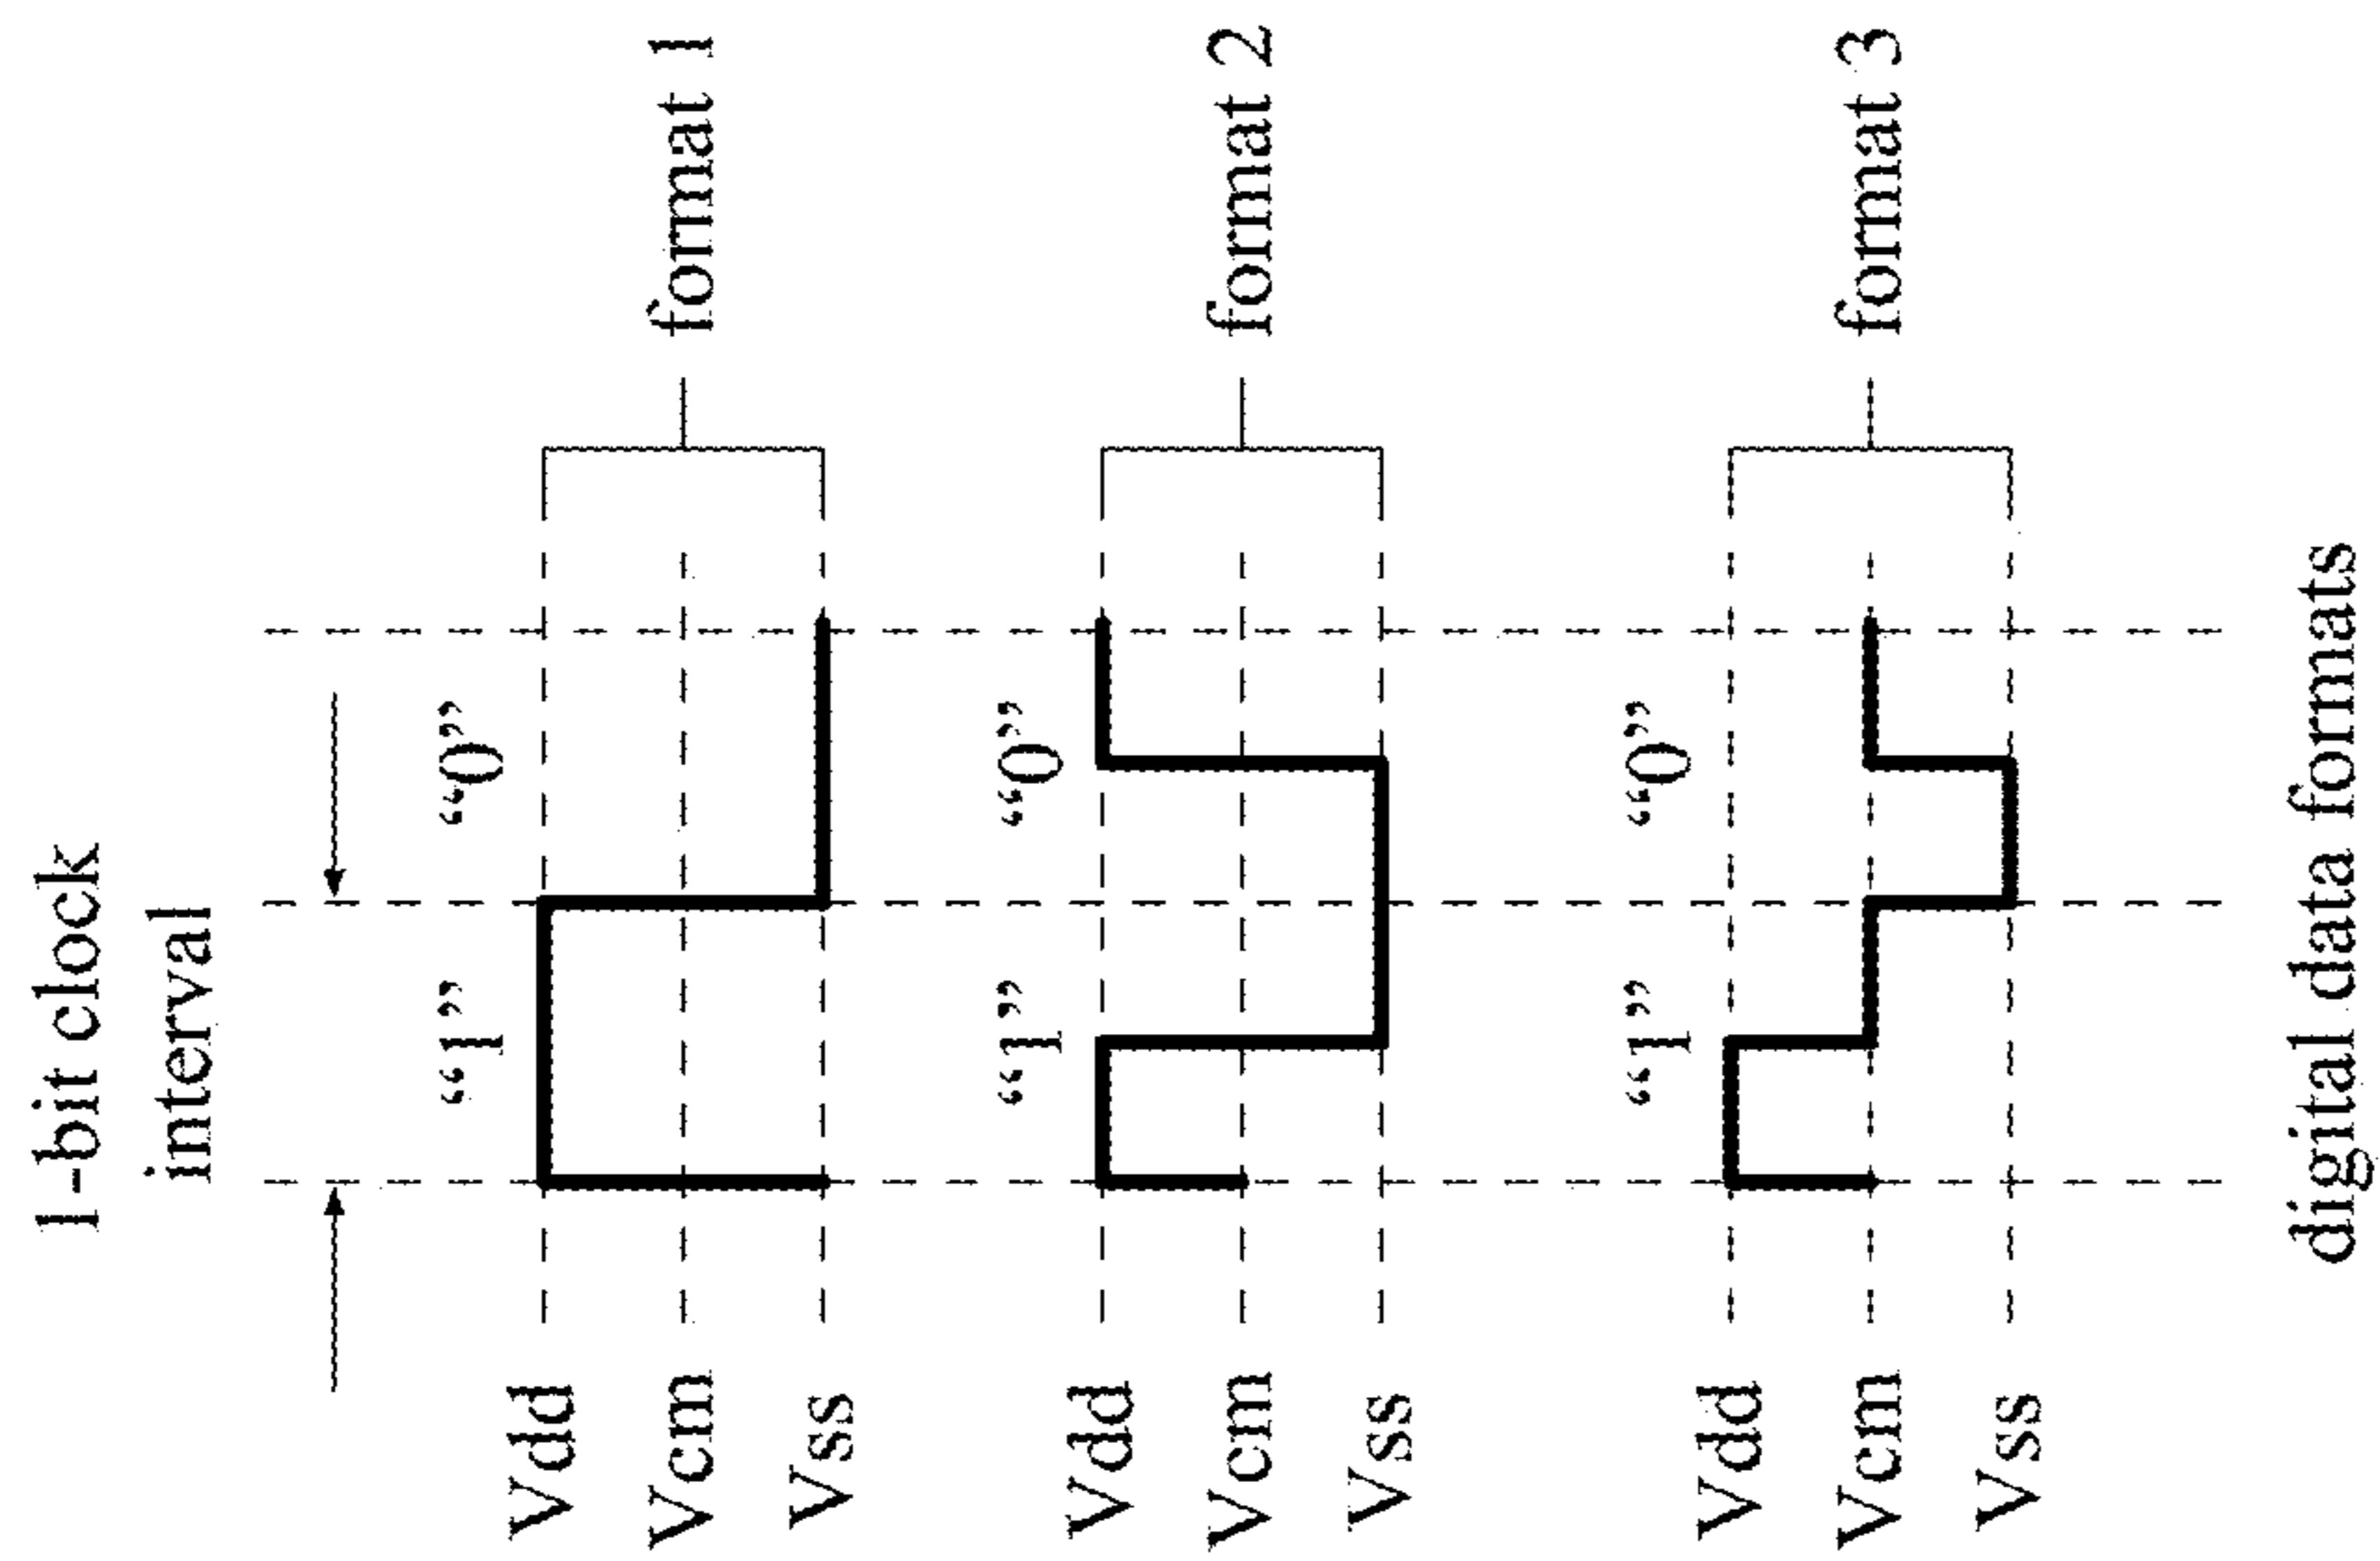 1-bit clock
interval
"1" "0"
Vdd
Vcm format 1
Vss
"1" "0"
Vdd
Vcm format 2
Vss
"1" "0"
Vdd
Vcm format 3
Vss
digital data formats